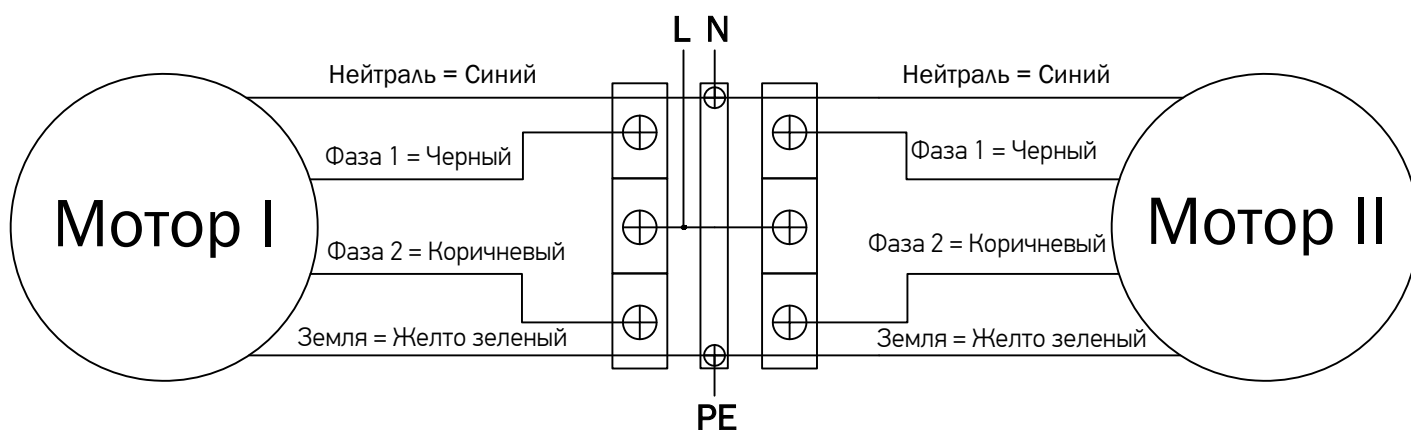 L N
Нейтраль = Синий
Нейтраль = Синий
Фаза 1 = Черный
Фаза 1 = Черный
Мотор I
Мотор II
Фаза 2 = Коричневый
Фаза 2 = Коричневый
Земля = Желто зеленый
Земля = Желто зеленый
PE